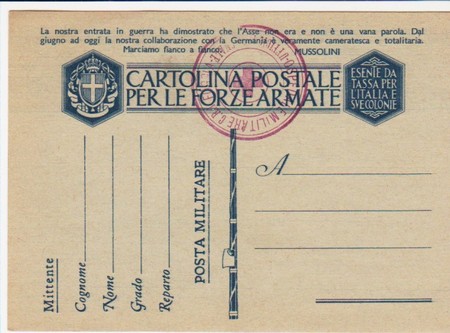 La nostra entrata in guerra ha dimostrato che l'Asse non era e non è una vana parola. Dal
giugno ad oggi la nostra collaborazione con la Germania è veramente cameratesca e totalitaria.
Marciamo fianco a fianco.
MUSSOLINI
CARTOLINA POSTALE
PER LE FORZE ARMATE
ESENTE DA
TASSA PER
L'ITALIA E
SVE COLONIE
MILITARE
A
Mittente
Cognome
Nome
Grado
Reparto
POSTA MILITARE